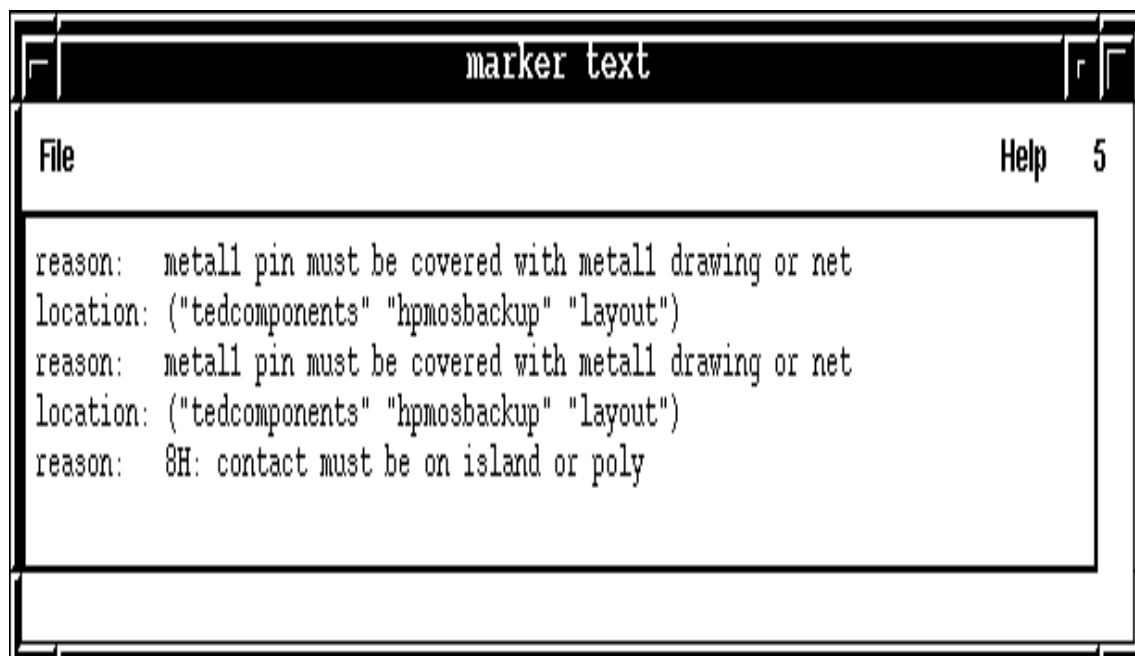 marker text
File Help 5
reason: metal1 pin must be covered with metal1 drawing or net
location: ("tedcomponents" "hpmosbackup" "layout")
reason: metal1 pin must be covered with metal1 drawing or net
location: ("tedcomponents" "hpmosbackup" "layout")
reason: 8H: contact must be on island or poly